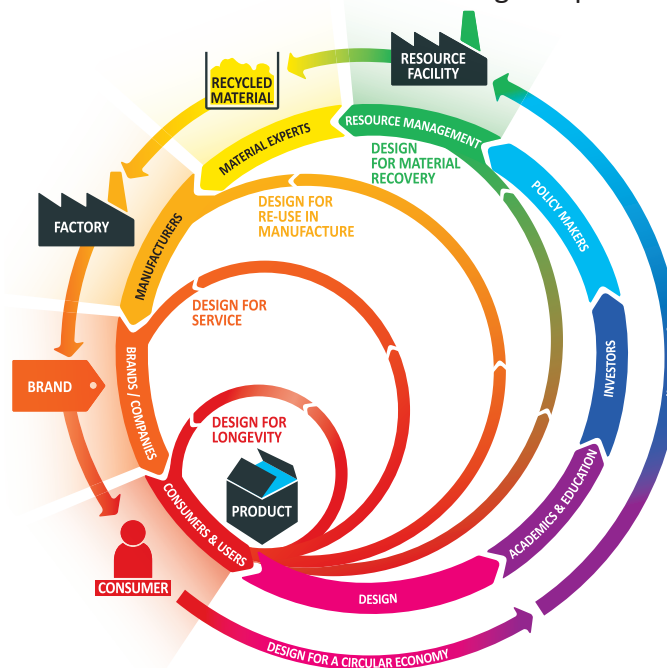 RESOURCE
FACILITY
RECYCLED
MATERIAL
RESOURCE MANAGEMENT
MATERIAL EXPERTS
DESIGN
FOR MATERIAL
RECOVERY
POLICY MAKERS
DESIGN FOR
RE-USE IN
MANUFACTURE
FACTORY
MANUFACTURERS
DESIGN FOR
SERVICE
INVESTORS
BRAND
BRANDS / COMPANIES
DESIGN FOR
LONGEVITY
PRODUCT
CONSUMERS & USERS
ACADEMICS & EDUCATION
CONSUMER
DESIGN
DESIGN FOR A CIRCULAR ECONOMY